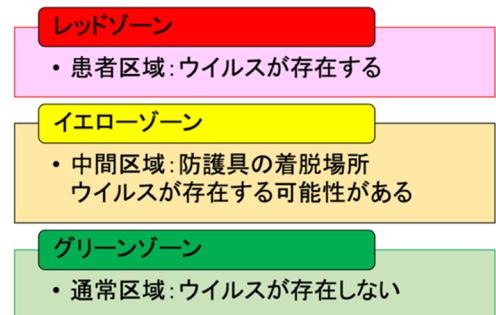 レッドゾーン
• 患者区域：ウイルスが存在する
イエローゾーン
• 中間区域：防護具の着脱場所
ウイルスが存在する可能性がある
グリーンゾーン
• 通常区域：ウイルスが存在しない